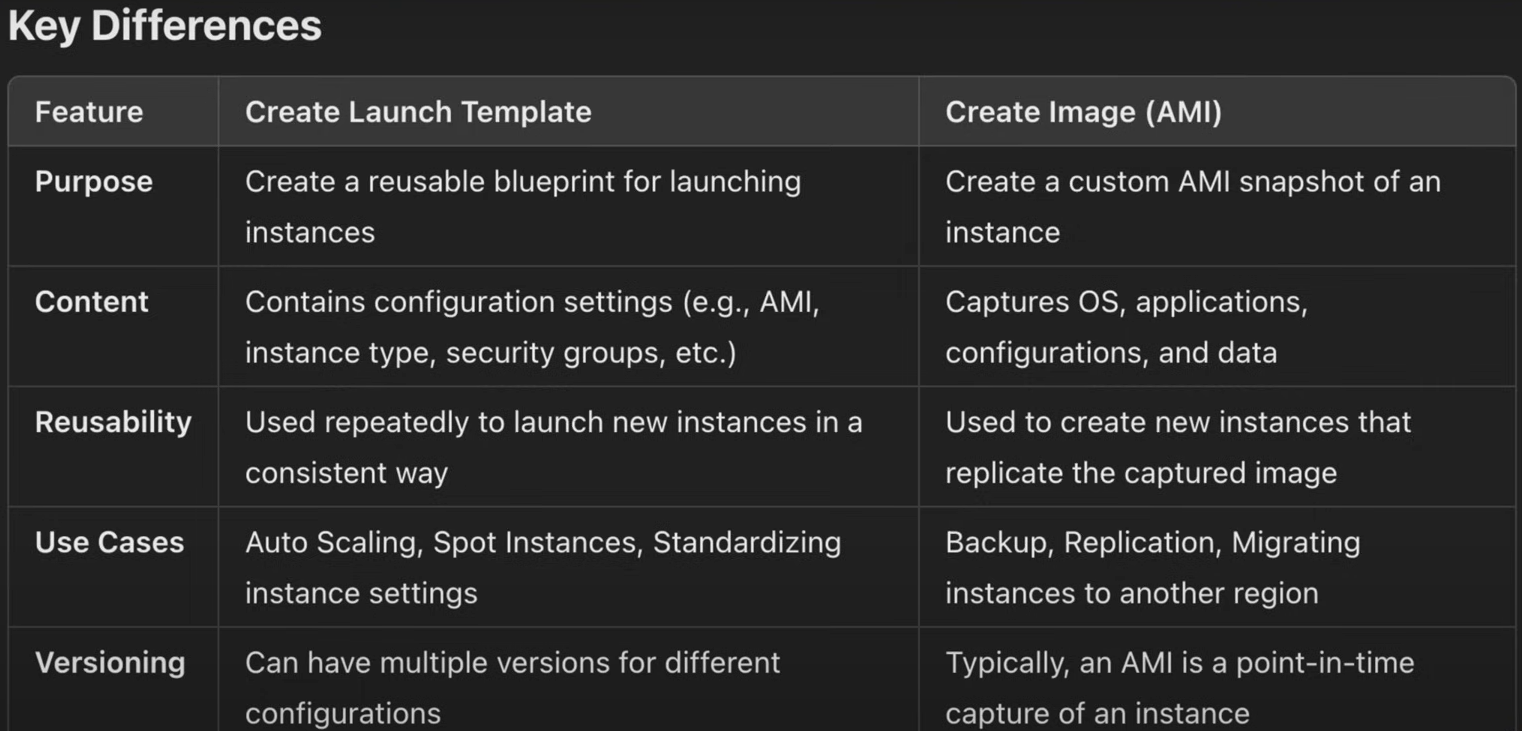 Key Differences
Feature
Create Launch Template
Create Image (AMI)
Purpose
Create a reusable blueprint for launching
instances
Create a custom AMI snapshot of an
instance
Content
Contains configuration settings (e.g., AMI,
instance type, security groups, etc.)
Captures OS, applications,
configurations, and data
Reusability
Used repeatedly to launch new instances in a
consistent way
Used to create new instances that
replicate the captured image
Use Cases
Auto Scaling, Spot Instances, Standardizing
instance settings
Backup, Replication, Migrating
instances to another region
Versioning
Can have multiple versions for different
configurations
Typically, an AMI is a point-in-time
capture of an instance